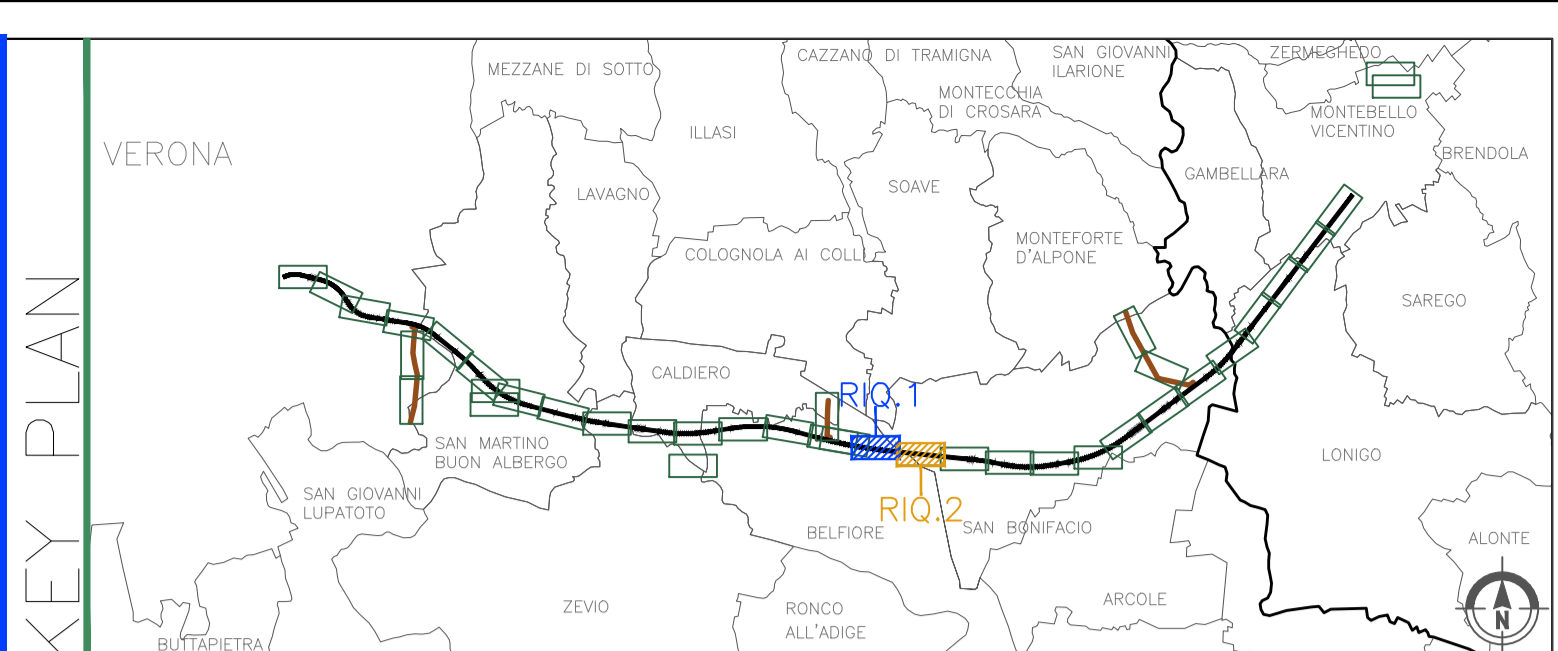 KEY PLAN
VERONA
MEZZANE DI SOTTO
CAZZANO DI TRAMIGNA
SAN GIOVANNI
ILARIONE
ZERMEGHEDO
MONTECCHIA
DI CROSARA
MONTEBELLO
VICENTINO
ILLASI
BRENDOLA
LAVAGNO
SOAVE
GAMBELLARA
COLOGNOLA AI COLLI
MONTEFORTE
D'ALPONE
SAREGO
CALDIERO
RIQ.1
SAN MARTINO
BUON ALBERGO
LONIGO
SAN GIOVANNI
LUPATOTO
RIQ.2
BELFIORE
SAN BONIFACIO
ALONTE
ZEVIO
RONCO
ALL'ADIGE
ARCOLE
N
BUTTAPIETRA